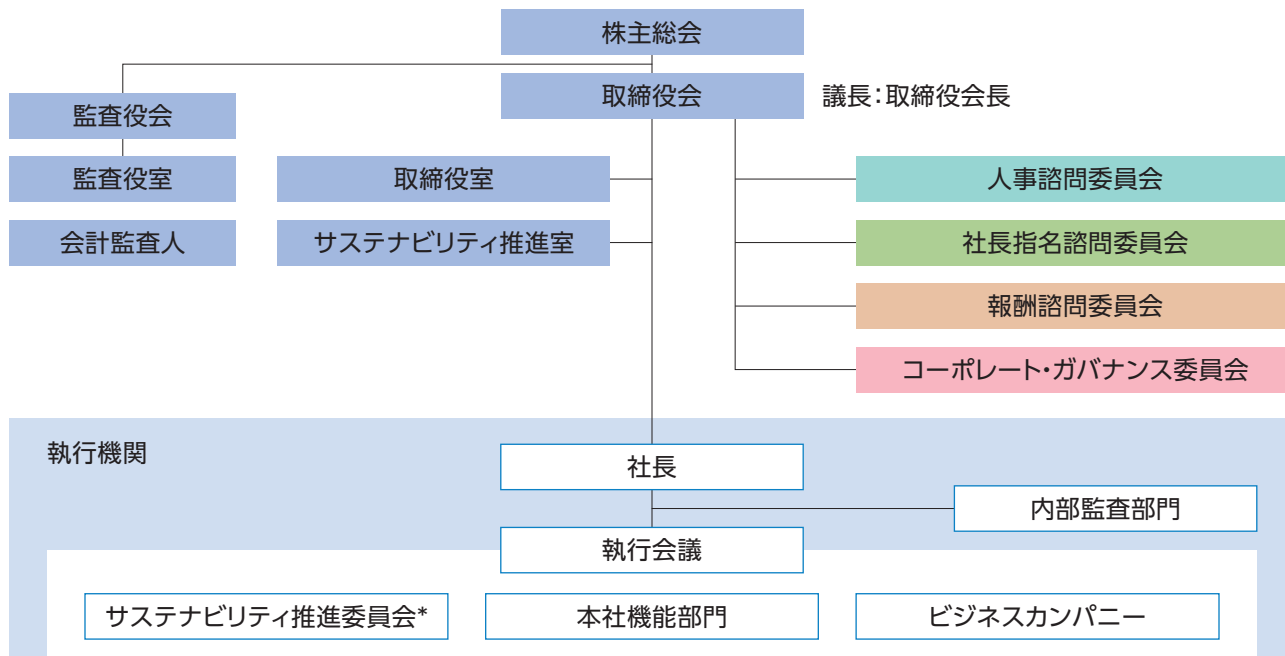 株主総会
取締役会
議長：取締役会長
監査役会
監査役室
取締役室
人事諮問委員会
会計監査人
サステナビリティ推進室
社長指名諮問委員会
報酬諮問委員会
コーポレート・ガバナンス委員会
執行機関
社長
内部監査部門
執行会議
サステナビリティ推進委員会*
本社機能部門
ビジネスカンパニー